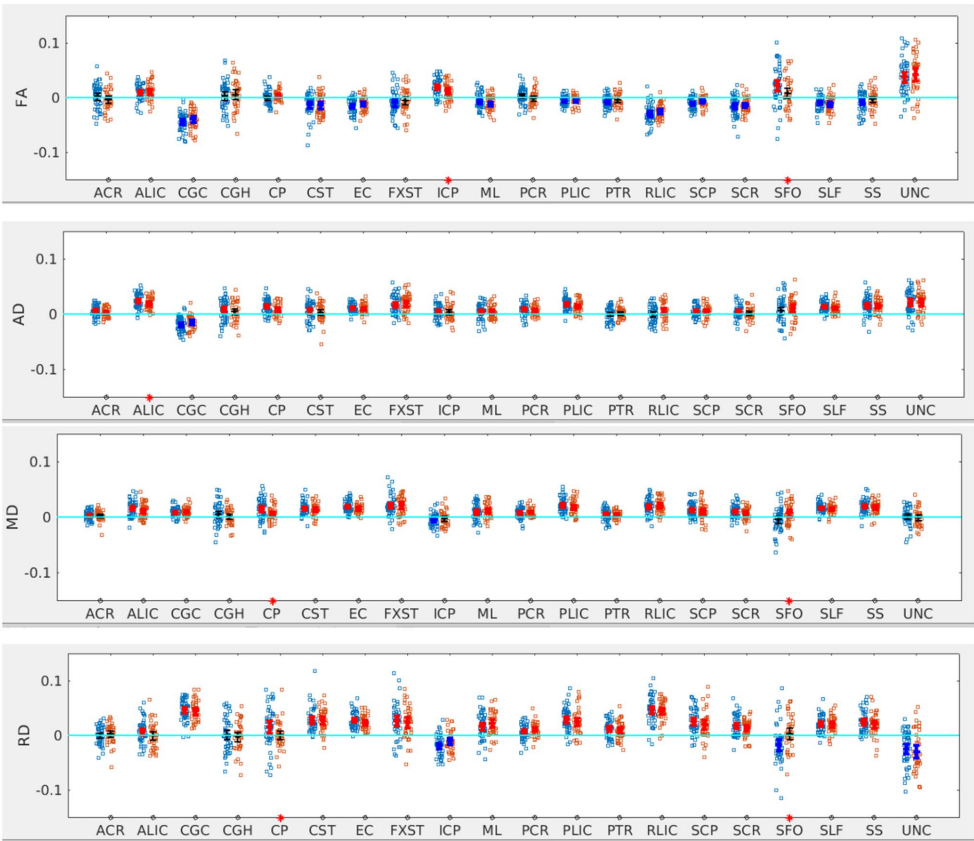 0.1
FA
0
-0.1
ACR ALIC CGC CGH CP CST EC FXST ICP ML PCR PLIC PTR RLIC SCP SCR SFO SLF SS UNC
0.1
AD
0
-0.1
ACR ALIC CGC CGH CP CST EC FXST ICP ML PCR PLIC PTR RLIC SCP SCR SFO SLF SS UNC
0.1
MD
0
-0.1
ACR ALIC CGC CGH CP CST EC FXST ICP ML PCR PLIC PTR RLIC SCP SCR SFO SLF SS UNC
0.1
RD
0
-0.1
ACR ALIC CGC CGH CP CST EC FXST ICP ML PCR PLIC PTR RLIC SCP SCR SFO SLF SS UNC